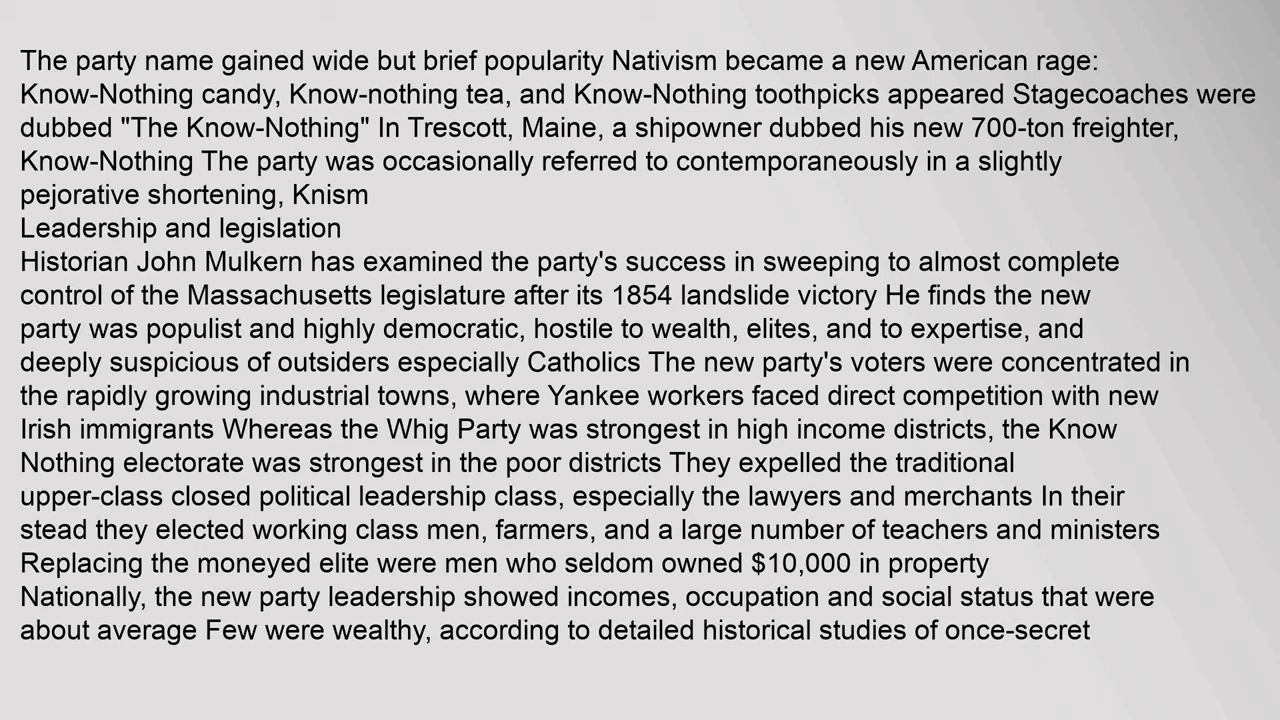 The party name gained wide but brief popularity Nativism became a new American rage:
Know-Nothing candy, Know-nothing tea, and Know-Nothing toothpicks appeared Stagecoaches were
dubbed "The Know-Nothing" In Trescott, Maine, a shipowner dubbed his new 700-ton freighter,
Know-Nothing The party was occasionally referred to contemporaneously in a slightly
pejorative shortening, Knism
Leadership and legislation
Historian John Mulkern has examined the party's success in sweeping to almost complete
control of the Massachusetts legislature after its 1854 landslide victory He finds the new
party was populist and highly democratic, hostile to wealth, elites, and to expertise, and
deeply suspicious of outsiders especially Catholics The new party's voters were concentrated in
the rapidly growing industrial towns, where Yankee workers faced direct competition with new
Irish immigrants Whereas the Whig Party was strongest in high income districts, the Know
Nothing electorate was strongest in the poor districts They expelled the traditional
upper-class closed political leadership class, especially the lawyers and merchants In their
stead they elected working class men, farmers, and a large number of teachers and ministers
Replacing the moneyed elite were men who seldom owned $10,000 in property
Nationally, the new party leadership showed incomes, occupation and social status that were
about average Few were wealthy, according to detailed historical studies of once-secret